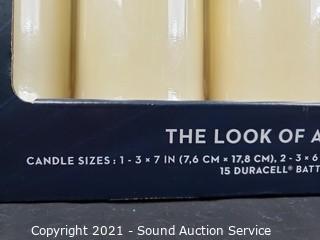 THE LOOK OF A
CANDLE SIZES : 1 - 3 × 7 IN (7,6 CM × 17,8 CM), 2 - 3 × 6
15 DURACELL® BATT
Copyright 2021 - Sound Auction Service